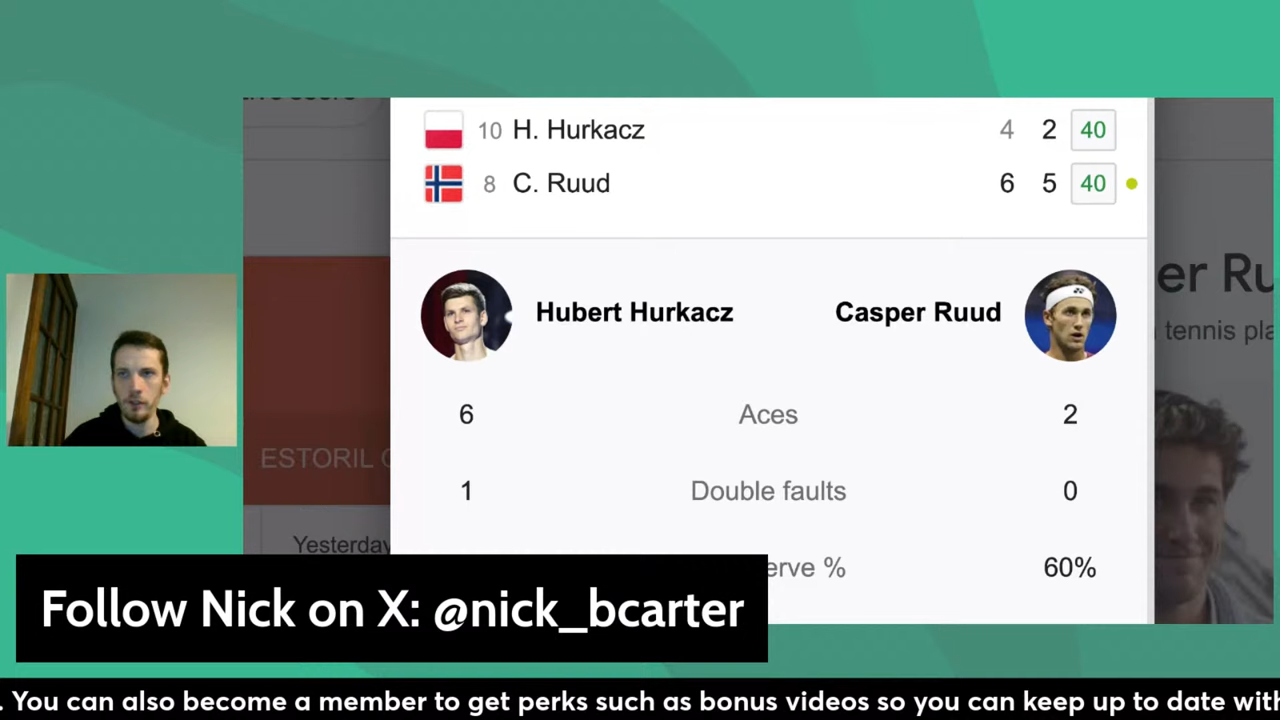 10 H. Hurkacz 4 2 40
8 C. Ruud 6 5 40
er Ru
Hubert Hurkacz Casper Ruud
tennis pla
6 Aces 2
ESTORIL
1 Double faults 0
Yesterday
erve % 60%
Follow Nick on X: @nick_bcarter
. You can also become a member to get perks such as bonus videos so you can keep up to date with